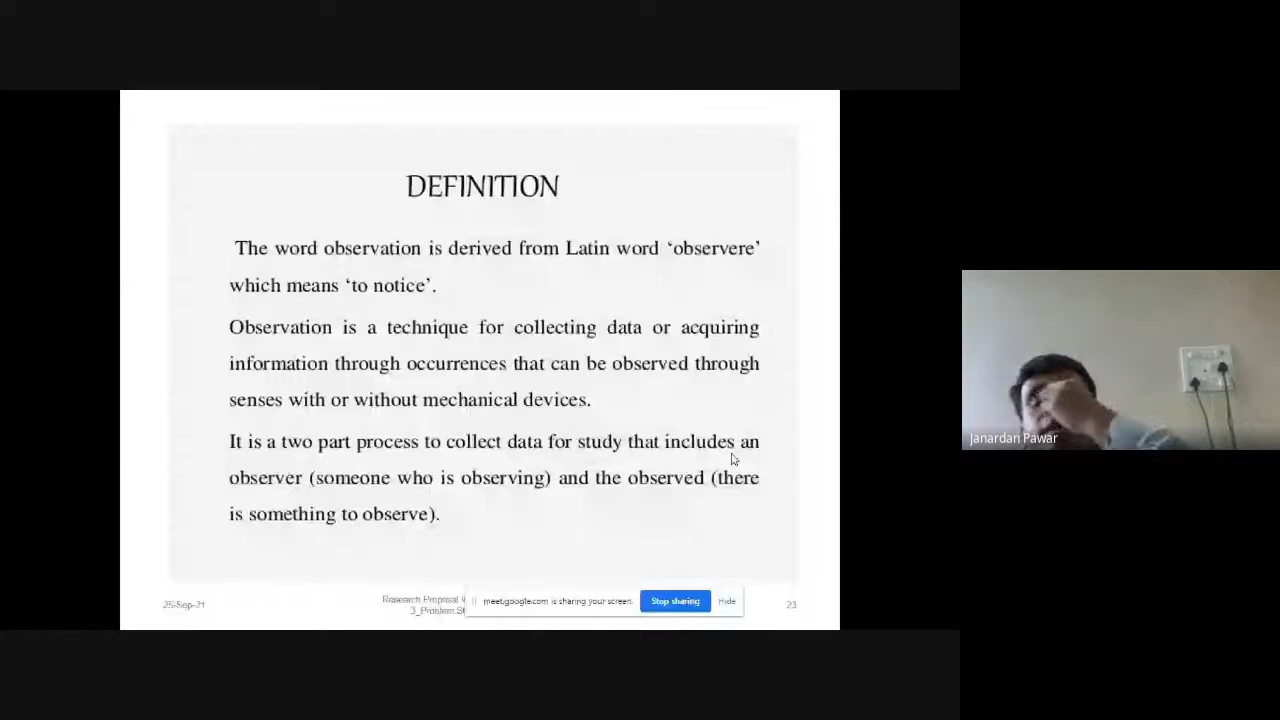 DEFINITION
The word observation is derived from Latin word ‘observere’
which means ‘to notice’.
Observation is a technique for collecting data or acquiring
information through occurrences that can be observed through
senses with or without mechanical devices.
It is a two part process to collect data for study that includes an
observer (someone who is observing) and the observed (there
is something to observe).
25-Sep-21
Research Proposal
3_Problem St
meet.google.com is sharing your screen.
Stop sharing
Hide
23
Janardan Pawar